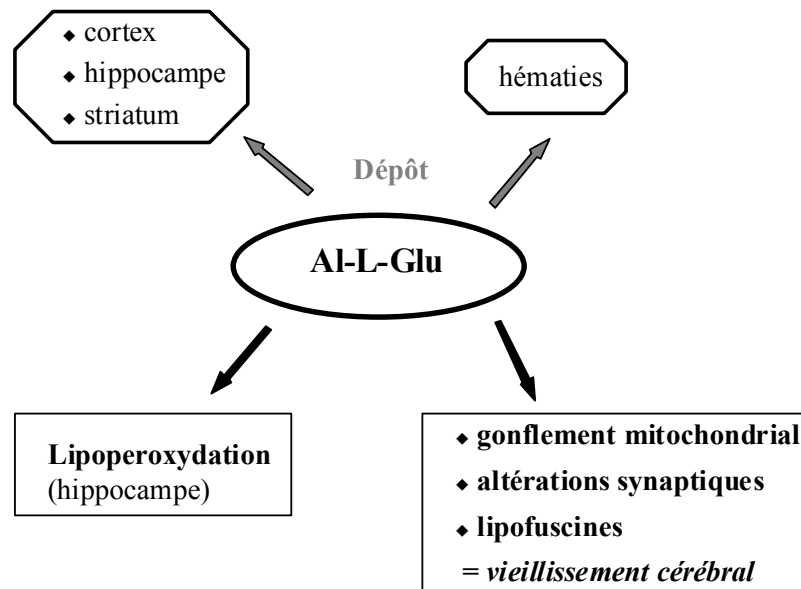 ◆ cortex
◆ hippocampe
◆ striatum
hématies
Dépôt
Al-L-Glu
Lipoperoxydation
(hippocampe)
◆ gonflement mitochondrial
◆ altérations synaptiques
◆ lipofuscines
= vieillissement cérébral